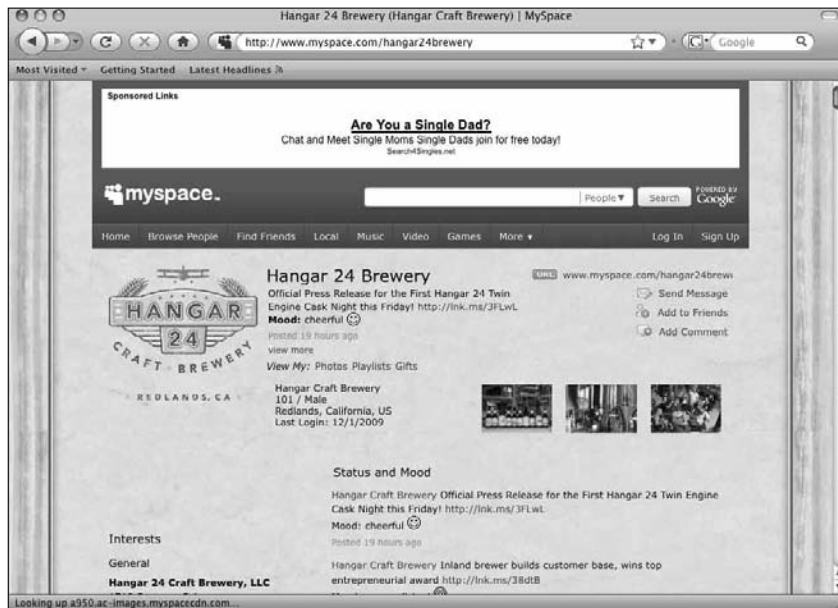 Hangar 24 Brewery (Hangar Craft Brewery) | MySpace
http://www.myspace.com/hangar24brewery
Google
Most Visited
Getting Started
Latest Headlines
Sponsored Links
Are You a Single Dad?
Chat and Meet Single Moms Single Dads join for free today!
Search4Singles.net
myspace
People
Search
POWERED BY
Google
Home Browse People Find Friends Local Music Video Games More
Log In Sign Up
HANGAR
24
CRAFT BREWERY
REDLANDS, CA
Hangar 24 Brewery
Official Press Release for the First Hangar 24 Twin
Engine Cask Night this Friday! http://lnk.ms/3FLwL
Mood: cheerful
Posted 19 hours ago
view more
View My: Photos Playlists Gifts
URL www.myspace.com/hangar24brew
Send Message
Add to Friends
Add Comment
Hangar Craft Brewery
101 / Male
Redlands, California, US
Last Login: 12/1/2009
Status and Mood
Hangar Craft Brewery Official Press Release for the First Hangar 24 Twin Engine
Cask Night this Friday! http://lnk.ms/3FLwL
Mood: cheerful
Posted 19 hours ago
Hangar Craft Brewery Inland brewer builds customer base, wins top
entrepreneurial award http://lnk.ms/38dtB
Interests
General
Hangar 24 Craft Brewery, LLC
Looking up a950.ac-images.myspacecdn.com...